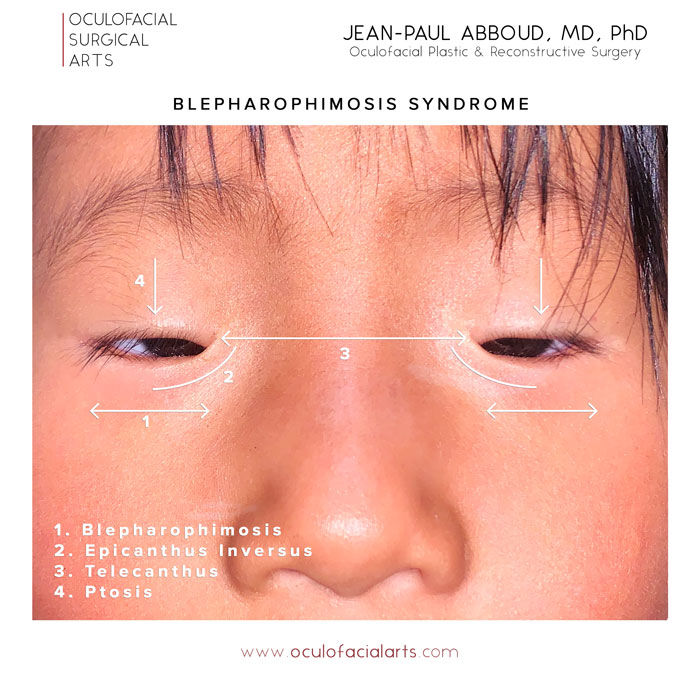 OCULOFACIAL
SURGICAL
ARTS
JEAN-PAUL ABBOUD, MD, PhD
Oculofacial Plastic & Reconstructive Surgery
BLEPHAROPHIMOSIS SYNDROME
4
3
2
1
1. Blepharophimosis
2. Epicanthus Inversus
3. Telecanthus
4. Ptosis
www.oculofacialarts.com